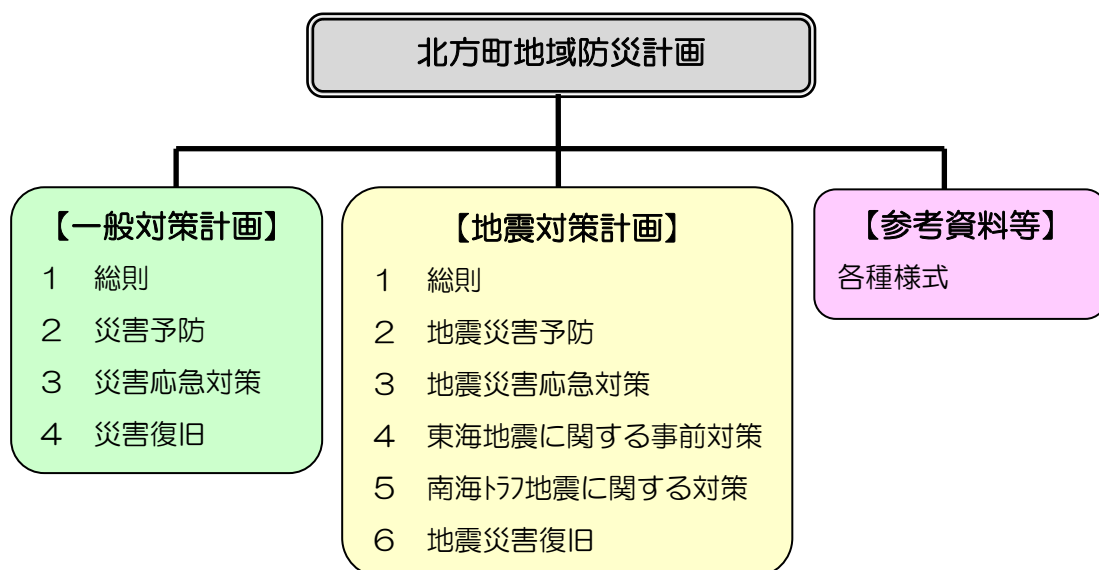 北方町地域防災計画
【一般対策計画】
1 総則
2 災害予防
3 災害応急対策
4 災害復旧
【地震対策計画】
1 総則
2 地震災害予防
3 地震災害応急対策
4 東海地震に関する事前対策
5 南海ﾄﾗﾌ地震に関する対策
6 地震災害復旧
【参考資料等】
各種様式